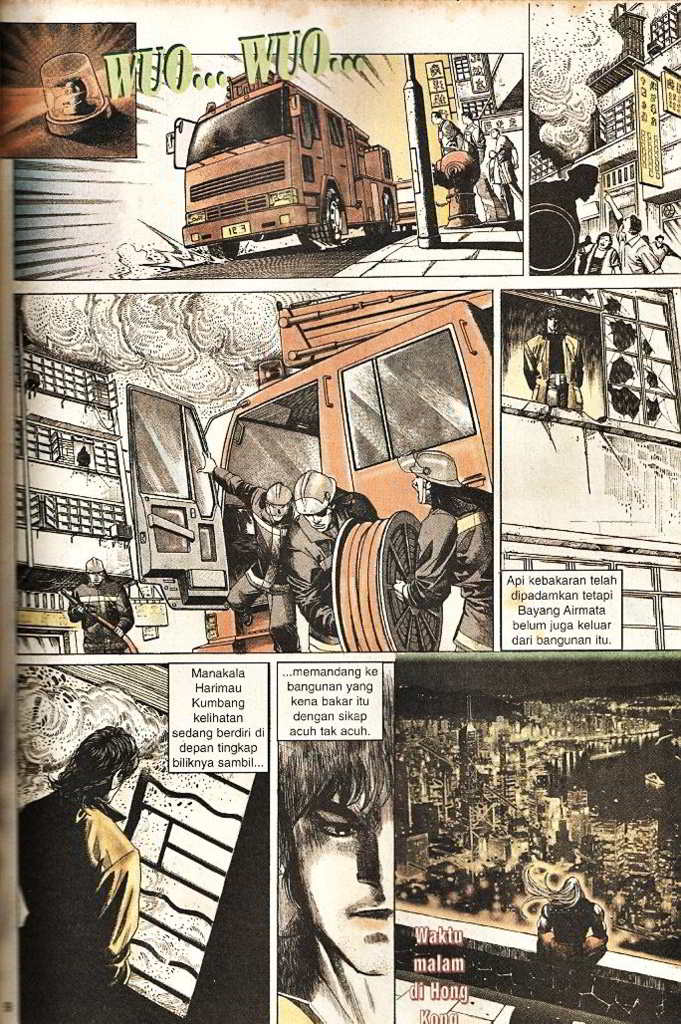 WUO... WUO...
Api kebakaran telah
dipadamkan tetapi
Bayang Airmata
belum juga keluar
dari bangunan itu.
Manakala
Harimau
Kumbang
kelihatan
sedang berdiri di
depan tingkap
biliknya sambil...
...memandang ke
bangunan yang
kena bakar itu
dengan sikap
acuh tak acuh.
Waktu
malam
di Hong
Kong